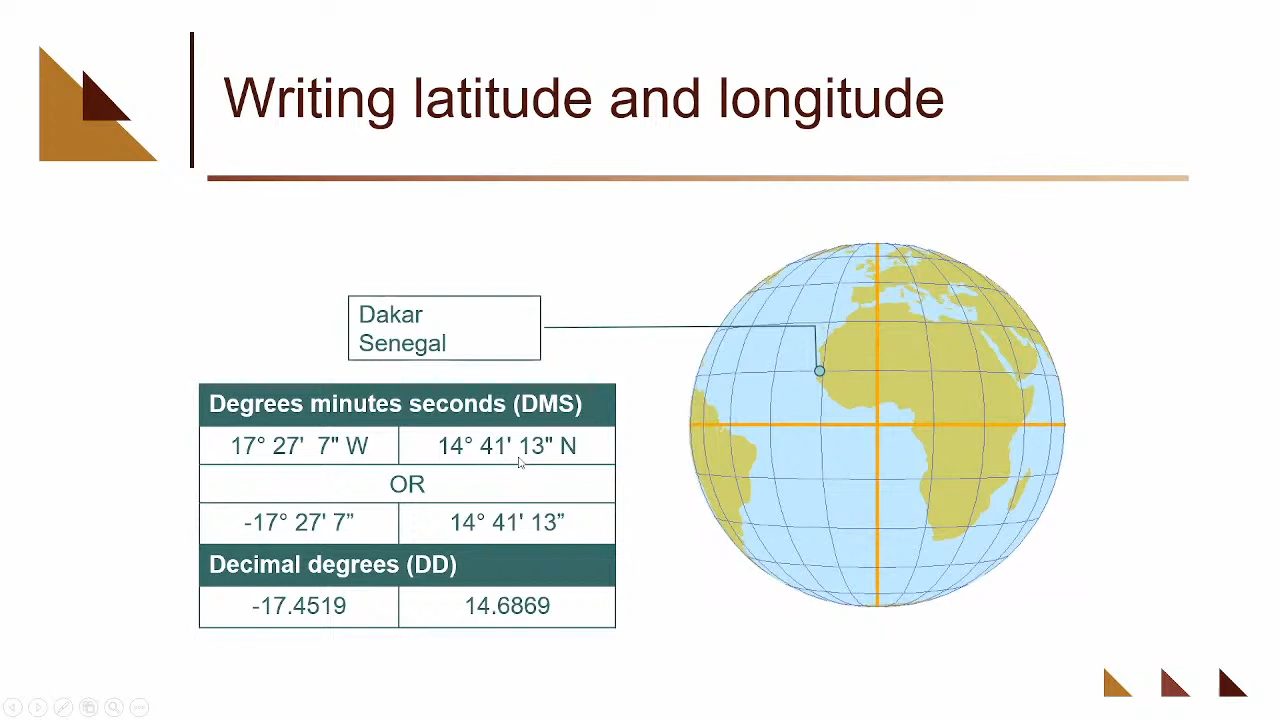 Writing latitude and longitude
Dakar
Senegal
Degrees minutes seconds (DMS)
17° 27'  7" W 14° 41' 13" N
OR
-17° 27' 7” 14° 41' 13”
Decimal degrees (DD)
-17.4519 14.6869